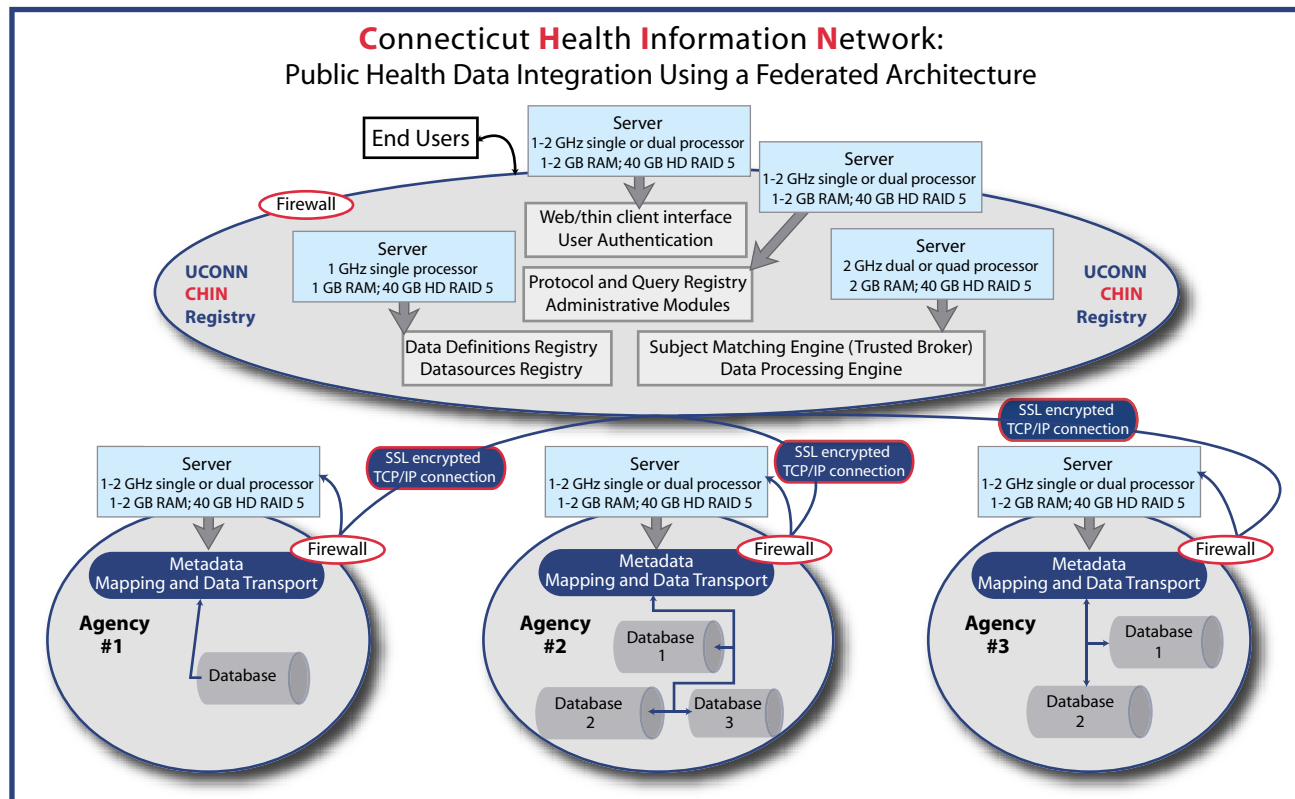 Connecticut Health Information Network:
Public Health Data Integration Using a Federated Architecture
End Users
Server
1-2 GHz single or dual processor
1-2 GB RAM; 40 GB HD RAID 5
Server
1-2 GHz single or dual processor
1-2 GB RAM; 40 GB HD RAID 5
Firewall
Web/thin client interface
User Authentication
Server
1 GHz single processor
1 GB RAM; 40 GB HD RAID 5
Server
2 GHz dual or quad processor
2 GB RAM; 40 GB HD RAID 5
UCONN
CHIN
Registry
Protocol and Query Registry
Administrative Modules
UCONN
CHIN
Registry
Data Definitions Registry
Datasources Registry
Subject Matching Engine (Trusted Broker)
Data Processing Engine
SSL encrypted
TCP/IP connection
SSL encrypted
TCP/IP connection
SSL encrypted
TCP/IP connection
Server
1-2 GHz single or dual processor
1-2 GB RAM; 40 GB HD RAID 5
Firewall
Metadata
Mapping and Data Transport
Agency
#1
Database
Server
1-2 GHz single or dual processor
1-2 GB RAM; 40 GB HD RAID 5
Firewall
Metadata
Mapping and Data Transport
Agency
#2
Database
1
Database
2
Database
3
Server
1-2 GHz single or dual processor
1-2 GB RAM; 40 GB HD RAID 5
Firewall
Metadata
Mapping and Data Transport
Agency
#3
Database
1
Database
2